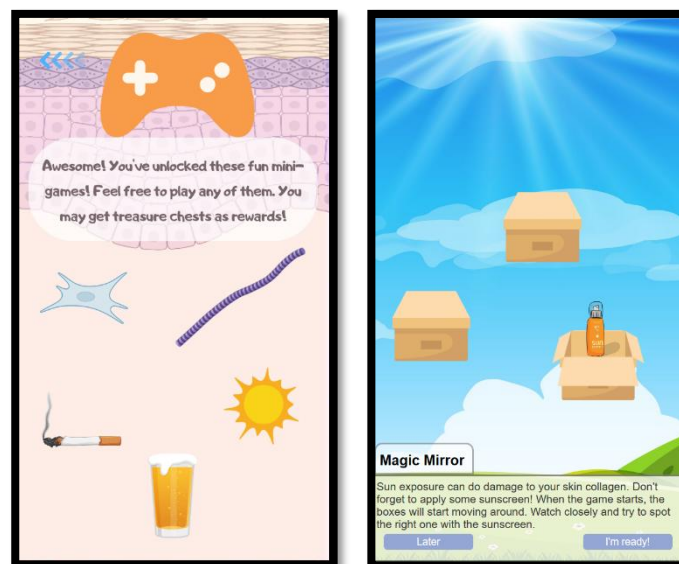 Awesome! You've unlocked these fun mini-
games! Feel free to play any of them. You
may get treasure chests as rewards!
Magic Mirror
Sun exposure can do damage to your skin collagen. Don't
forget to apply some sunscreen! When the game starts, the
boxes will start moving around. Watch closely and try to spot
the right one with the sunscreen.
Later
I'm ready!